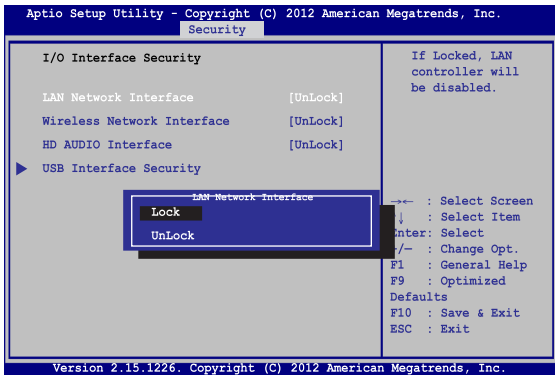 Aptio Setup Utility - Copyright (C) 2012 American Megatrends, Inc.
Security
I/O Interface Security
LAN Network Interface [UnLock]
Wireless Network Interface [UnLock]
HD AUDIO Interface [UnLock]
USB Interface Security
LAN Network Interface
Lock
UnLock
If Locked, LAN
controller will
be disabled.
→← : Select Screen
↓ : Select Item
Enter: Select
/— : Change Opt.
F1 : General Help
F9 : Optimized
Defaults
F10 : Save & Exit
ESC : Exit
Version 2.15.1226. Copyright (C) 2012 American Megatrends, Inc.